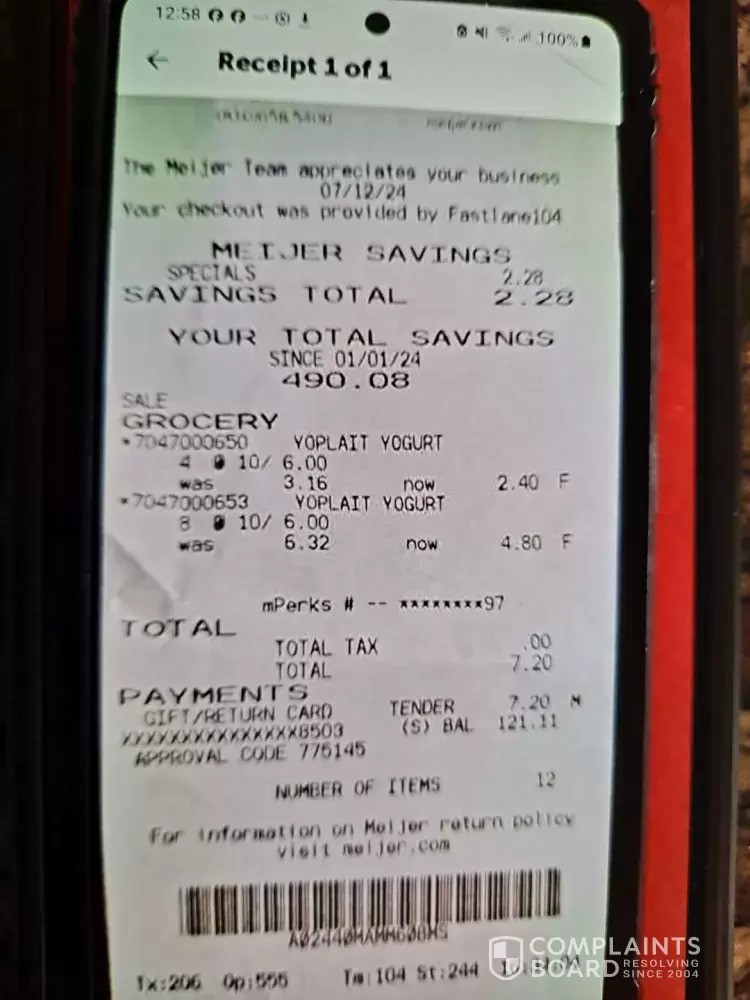 12:58 100%
Receipt 1 of 1
The Meijer Team appreciates your business
07/12/24
Your checkout was provided by Fastlane104
MEIJER SAVINGS
SPECIALS 2.28
SAVINGS TOTAL 2.28
YOUR TOTAL SAVINGS
SINCE 01/01/24
490.08
SALE
GROCERY
*7047000650 YOPLAIT YOGURT
4 @ 10/ 6.00
was 3.16 now 2.40 F
*7047000653 YOPLAIT YOGURT
8 @ 10/ 6.00
was 6.32 now 4.80 F
mPerks # -- ********97
TOTAL
TOTAL TAX .00
TOTAL 7.20
PAYMENTS
GIFT/RETURN CARD TENDER 7.20 M
XXXXXXXXXXXXXXX8503 (S) BAL 121.11
APPROVAL CODE 775145
NUMBER OF ITEMS 12
For information on Meijer return policy
visit meijer.com
Tx:206 Op:555 Tm:104 St:244
COMPLAINTS
BOARD RESOLVING
SINCE 2004